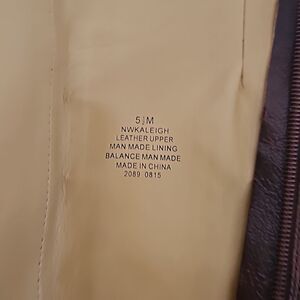 5½M
NWKALEIGH
LEATHER UPPER
MAN MADE LINING
BALANCE MAN MADE
MADE IN CHINA
2089 0815